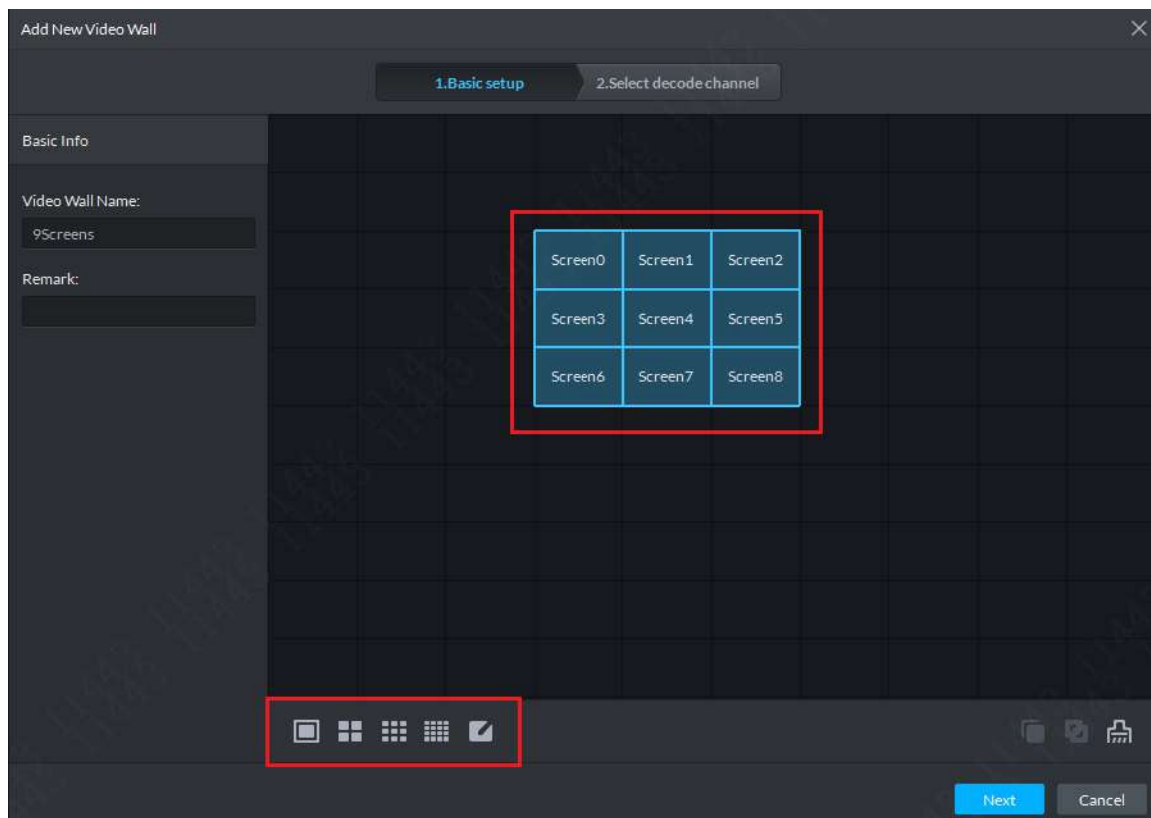 Add New Video Wall
1.Basic setup
2.Select decode channel
Basic Info
Video Wall Name:
9Screens
Remark:
Screen0 Screen1 Screen2
Screen3 Screen4 Screen5
Screen6 Screen7 Screen8
Next
Cancel